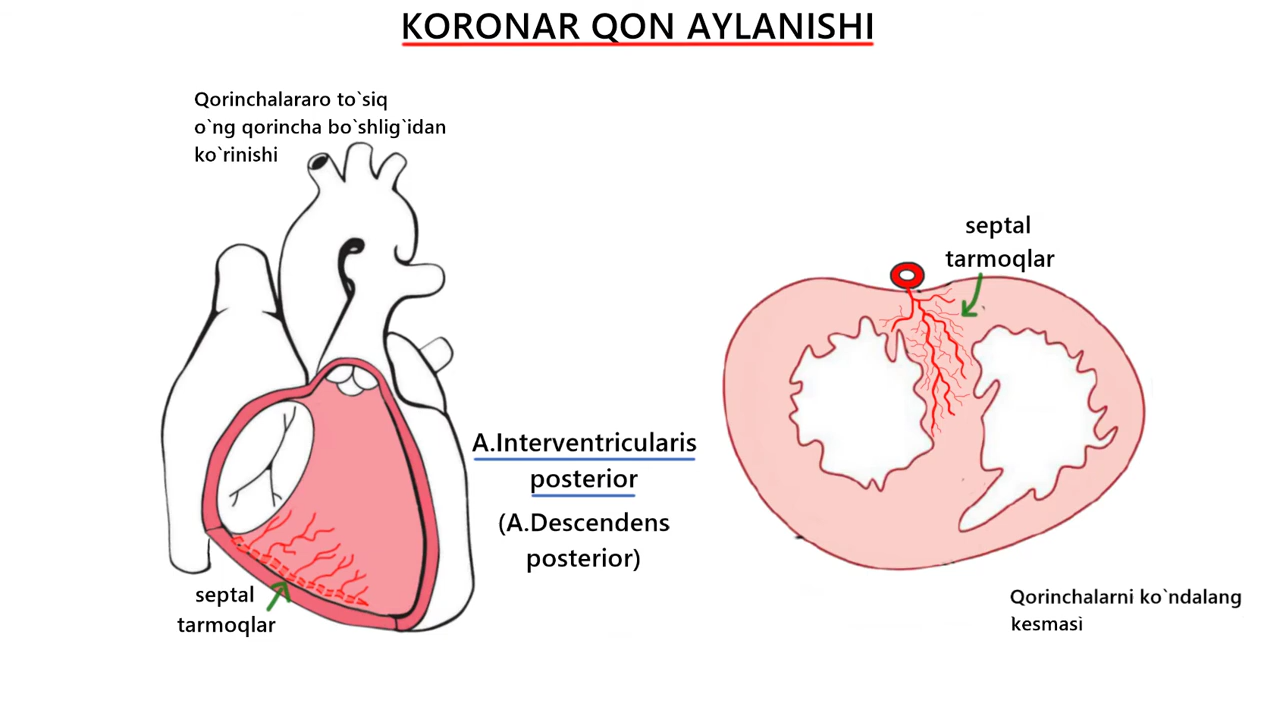 KORONAR QON AYLANISHI
Qorinchalararo to`siq
o`ng qorincha bo`shlig`idan
ko`rinishi
septal
tarmoqlar
A.Interventricularis
posterior
(A.Descendens
posterior)
septal
tarmoqlar
Qorinchalarni ko`ndalang
kesmasi